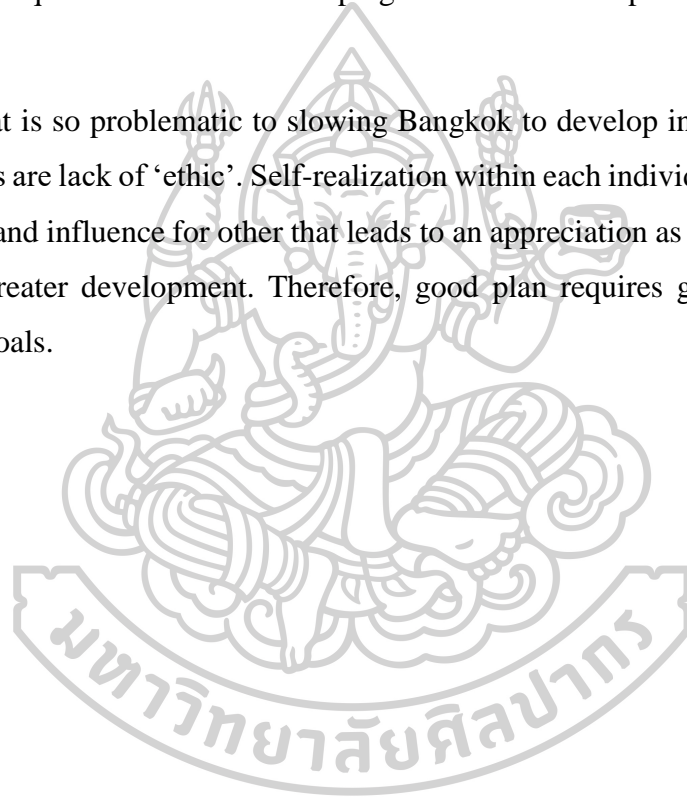 at is so problematic to slowing Bangkok to develop in
s are lack of ‘ethic’. Self-realization within each individ
and influence for other that leads to an appreciation as
reater development. Therefore, good plan requires g
oals.
มหาวิทยาลัยศิลปากร